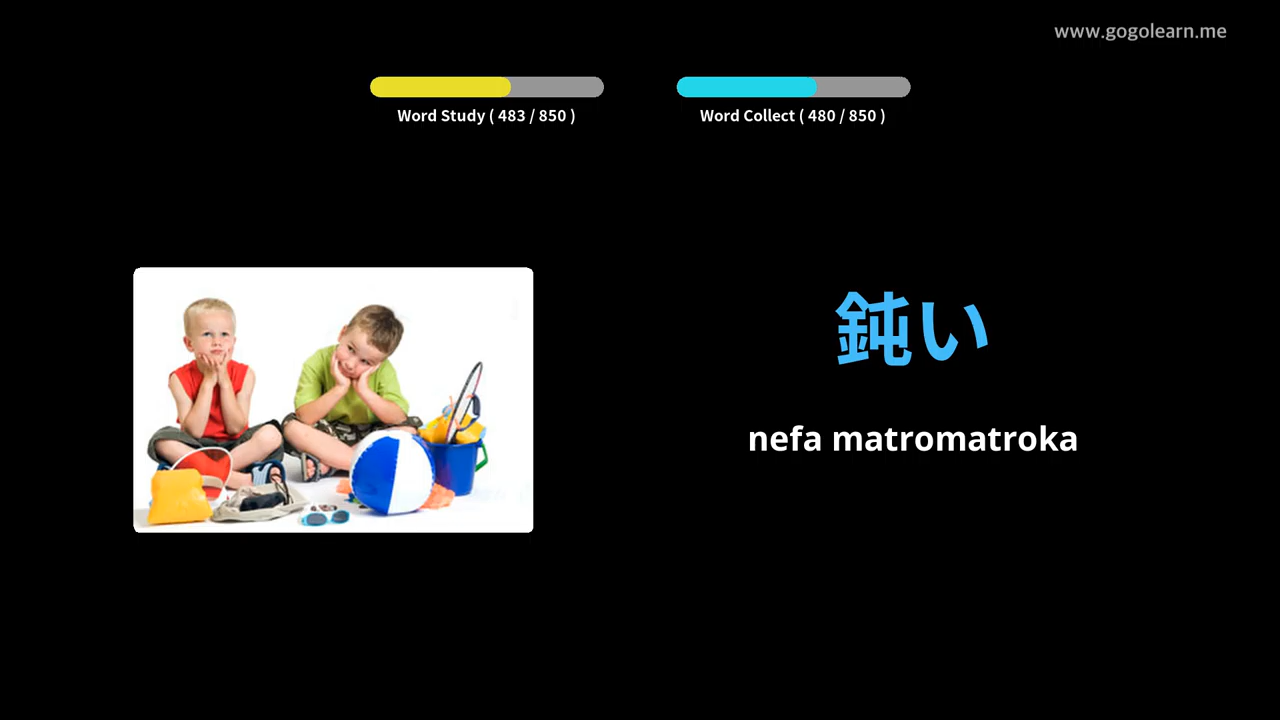 www.gogolearn.me
Word Study ( 483 / 850 )
Word Collect ( 480 / 850 )
鈍い
nefa matromatroka